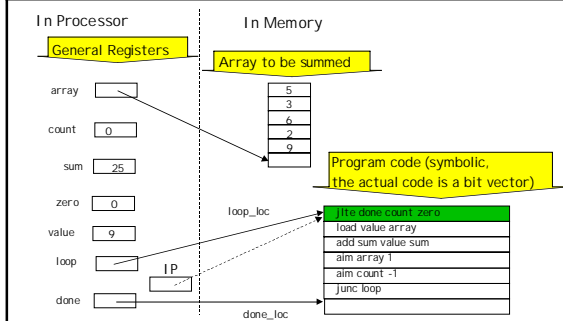 In Processor
In Memory
General Registers
Array to be summed
array
count 0
sum 25
zero 0
value 9
loop
IP
done
5
3
6
2
9
Program code (symbolic,
the actual code is a bit vector)
loop_loc
jlte done count zero
load value array
add sum value sum
aim array 1
aim count -1
junc loop
done_loc